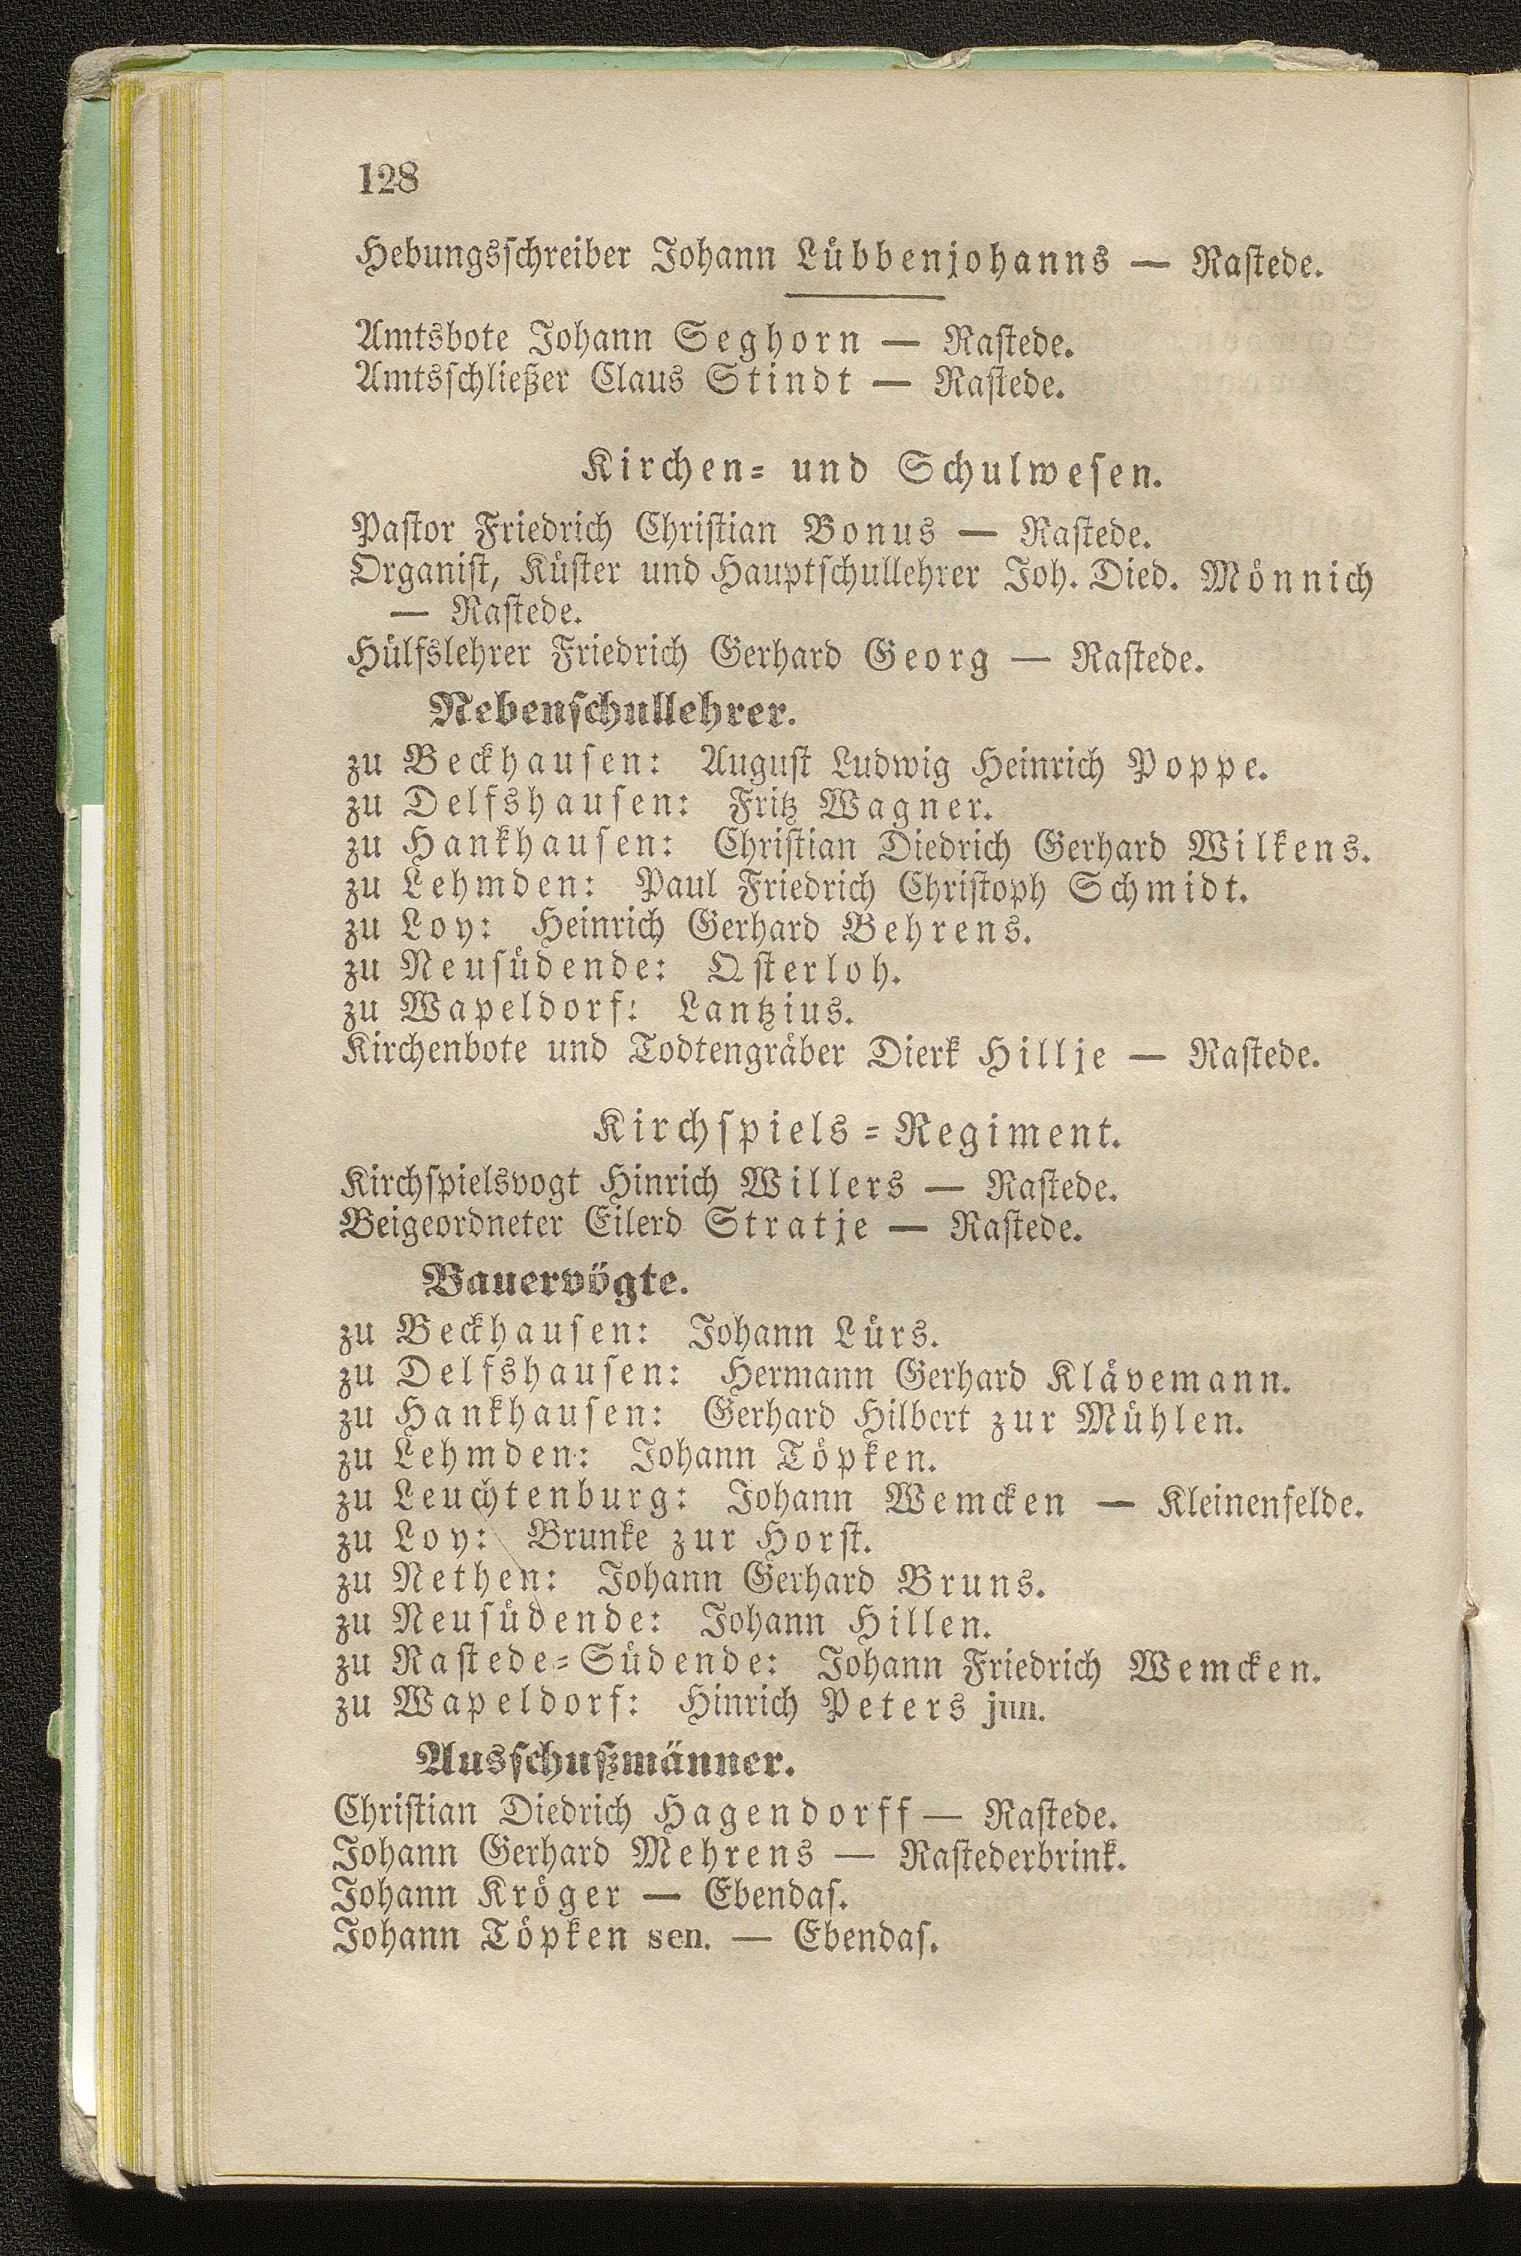 128
Hebungsschreiber Johann Lübbenjohanns — Rastede.
Amtsbote Johann Seghorn — Rastede.
Amtsschließer Claus Stindt — Rastede.
Kirchen- und Schulwesen.
Pastor Friedrich Christian Bonus — Rastede.
Organist, Küster und Hauptschullehrer Joh. Died. Mönnich
— Rastede.
Hülfslehrer Friedrich Gerhard Georg — Rastede.
Nebenschullehrer.
zu Beckhausen: August Ludwig Heinrich Poppe.
zu Delfshausen: Fritz Wagner.
zu Hankhausen: Christian Diedrich Gerhard Wilkens.
zu Lehmden: Paul Friedrich Christoph Schmidt.
zu Loy: Heinrich Gerhard Behrens.
zu Neusüdende: Osterloh.
zu Wapeldorf: Lantzius.
Kirchenbote und Todtengräber Dierk Hillje — Rastede.
Kirchspiels-Regiment.
Kirchspielsvogt Hinrich Willers — Rastede.
Beigeordneter Eilerd Stratje — Rastede.
Bauervögte.
zu Beckhausen: Johann Lürs.
zu Delfshausen: Hermann Gerhard Klävemann.
zu Hankhausen: Gerhard Hilbert zur Mühlen.
zu Lehmden: Johann Töpken.
zu Leuchtenburg: Johann Wemcken — Kleinenfelde.
zu Loy: Brunke zur Horst.
zu Nethen: Johann Gerhard Bruns.
zu Neusüdende: Johann Hillen.
zu Rastede-Südende: Johann Friedrich Wemcken.
zu Wapeldorf: Hinrich Peters jun.
Ausschußmänner.
Christian Diedrich Hagendorff — Rastede.
Johann Gerhard Mehrens — Rastederbrink.
Johann Kröger — Ebendas.
Johann Töpken sen. — Ebendas.